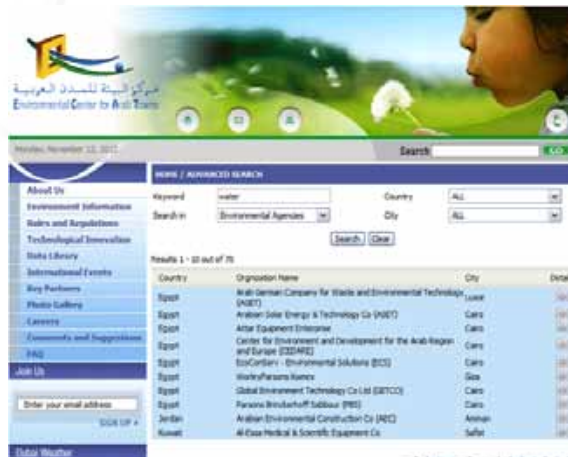 مركز البيئة للمدن العربية
Environmental Center for Arab Towns
Monday, November 12,
Search
GO
About Us
Environment Information
Rules and Regulations
Technological Innovation
Data Library
International Events
Key Partners
Photo Gallery
Careers
Comments and Suggestions
FAQ
Join Us
Enter your email address
SIGN UP
Dubai Weather
HOME / ADVANCED SEARCH
Keyword water Country ALL
Search in Environmental Agencies City ALL
Search Clear
Results 1 - 10 out of 70
Country Orgnization Name City Detai
Egypt Arab German Company for Waste and Environmental Technology (AGET) Luxor
Egypt Arabian Solar Energy & Technology Co (ASET) Cairo
Egypt Attar Equipment Enterprise Cairo
Egypt Center for Environment and Development for the Arab Region and Europe (CEDARE) Cairo
Egypt EcoConServ - Environmental Solutions (ECS) Cairo
Egypt WorleyParsons Komex Giza
Egypt Global Environment Technology Co Ltd (GETCO) Cairo
Egypt Parsons Brinckerhoff Sabbour (PBS) Cairo
Jordan Arabian Environmental Construction Co (AEC) Amman
Kuwait Al-Essa Medical & Scientific Equipment Co Safat